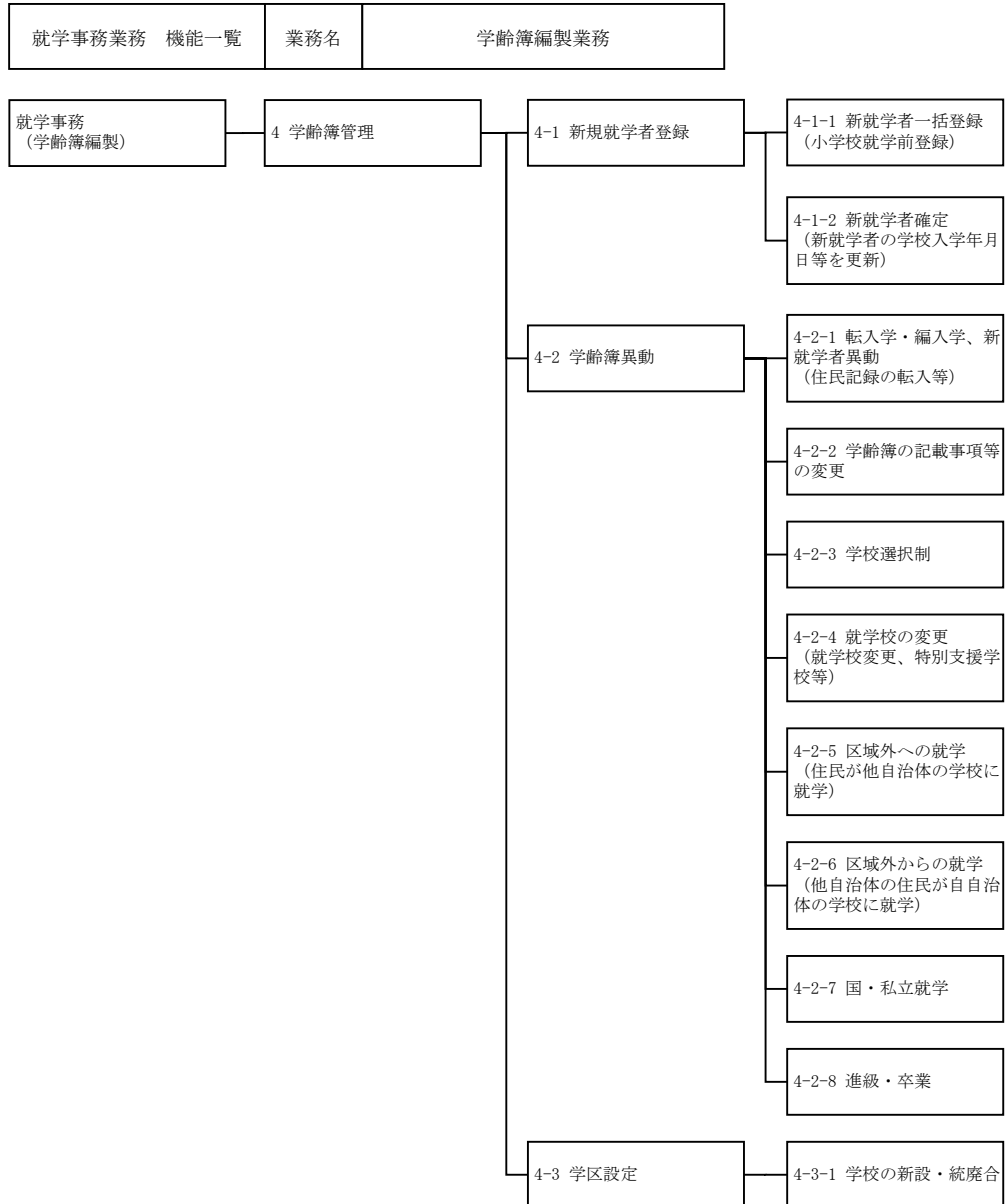 就学事務業務　機能一覧
業務名
学齢簿編製業務
就学事務
（学齢簿編製）
4 学齢簿管理
4-1 新規就学者登録
4-1-1 新就学者一括登録
（小学校就学前登録）
4-1-2 新就学者確定
（新就学者の学校入学年月
日等を更新）
4-2 学齢簿異動
4-2-1 転入学・編入学、新
就学者異動
（住民記録の転入等）
4-2-2 学齢簿の記載事項等
の変更
4-2-3 学校選択制
4-2-4 就学校の変更
（就学校変更、特別支援学
校等）
4-2-5 区域外への就学
（住民が他自治体の学校に
就学）
4-2-6 区域外からの就学
（他自治体の住民が自自治
体の学校に就学）
4-2-7 国・私立就学
4-2-8 進級・卒業
4-3 学区設定
4-3-1 学校の新設・統廃合